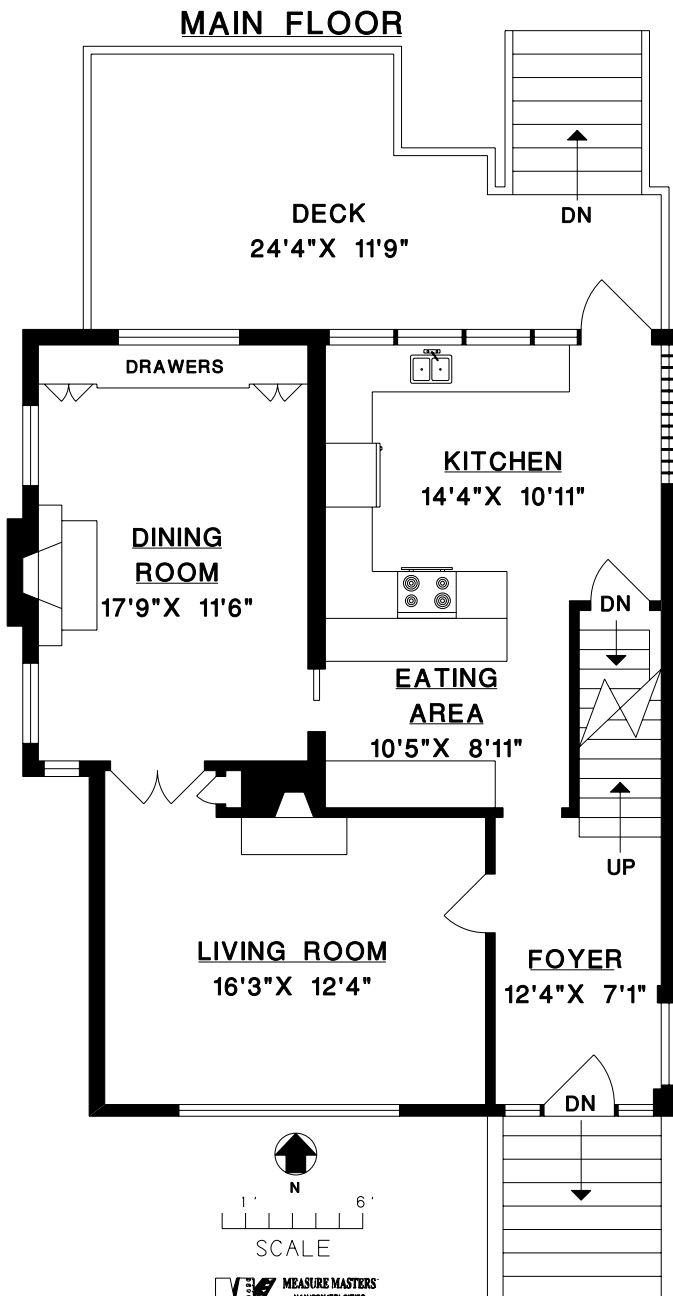 MAIN FLOOR
DECK
24'4"X 11'9"
DN
DRAWERS
KITCHEN
14'4"X 10'11"
DINING
ROOM
17'9"X 11'6"
DN
EATING
AREA
10'5"X 8'11"
UP
LIVING ROOM
16'3"X 12'4"
FOYER
12'4"X 7'1"
DN
N
1' 6'
SCALE
MEASURE MASTERS